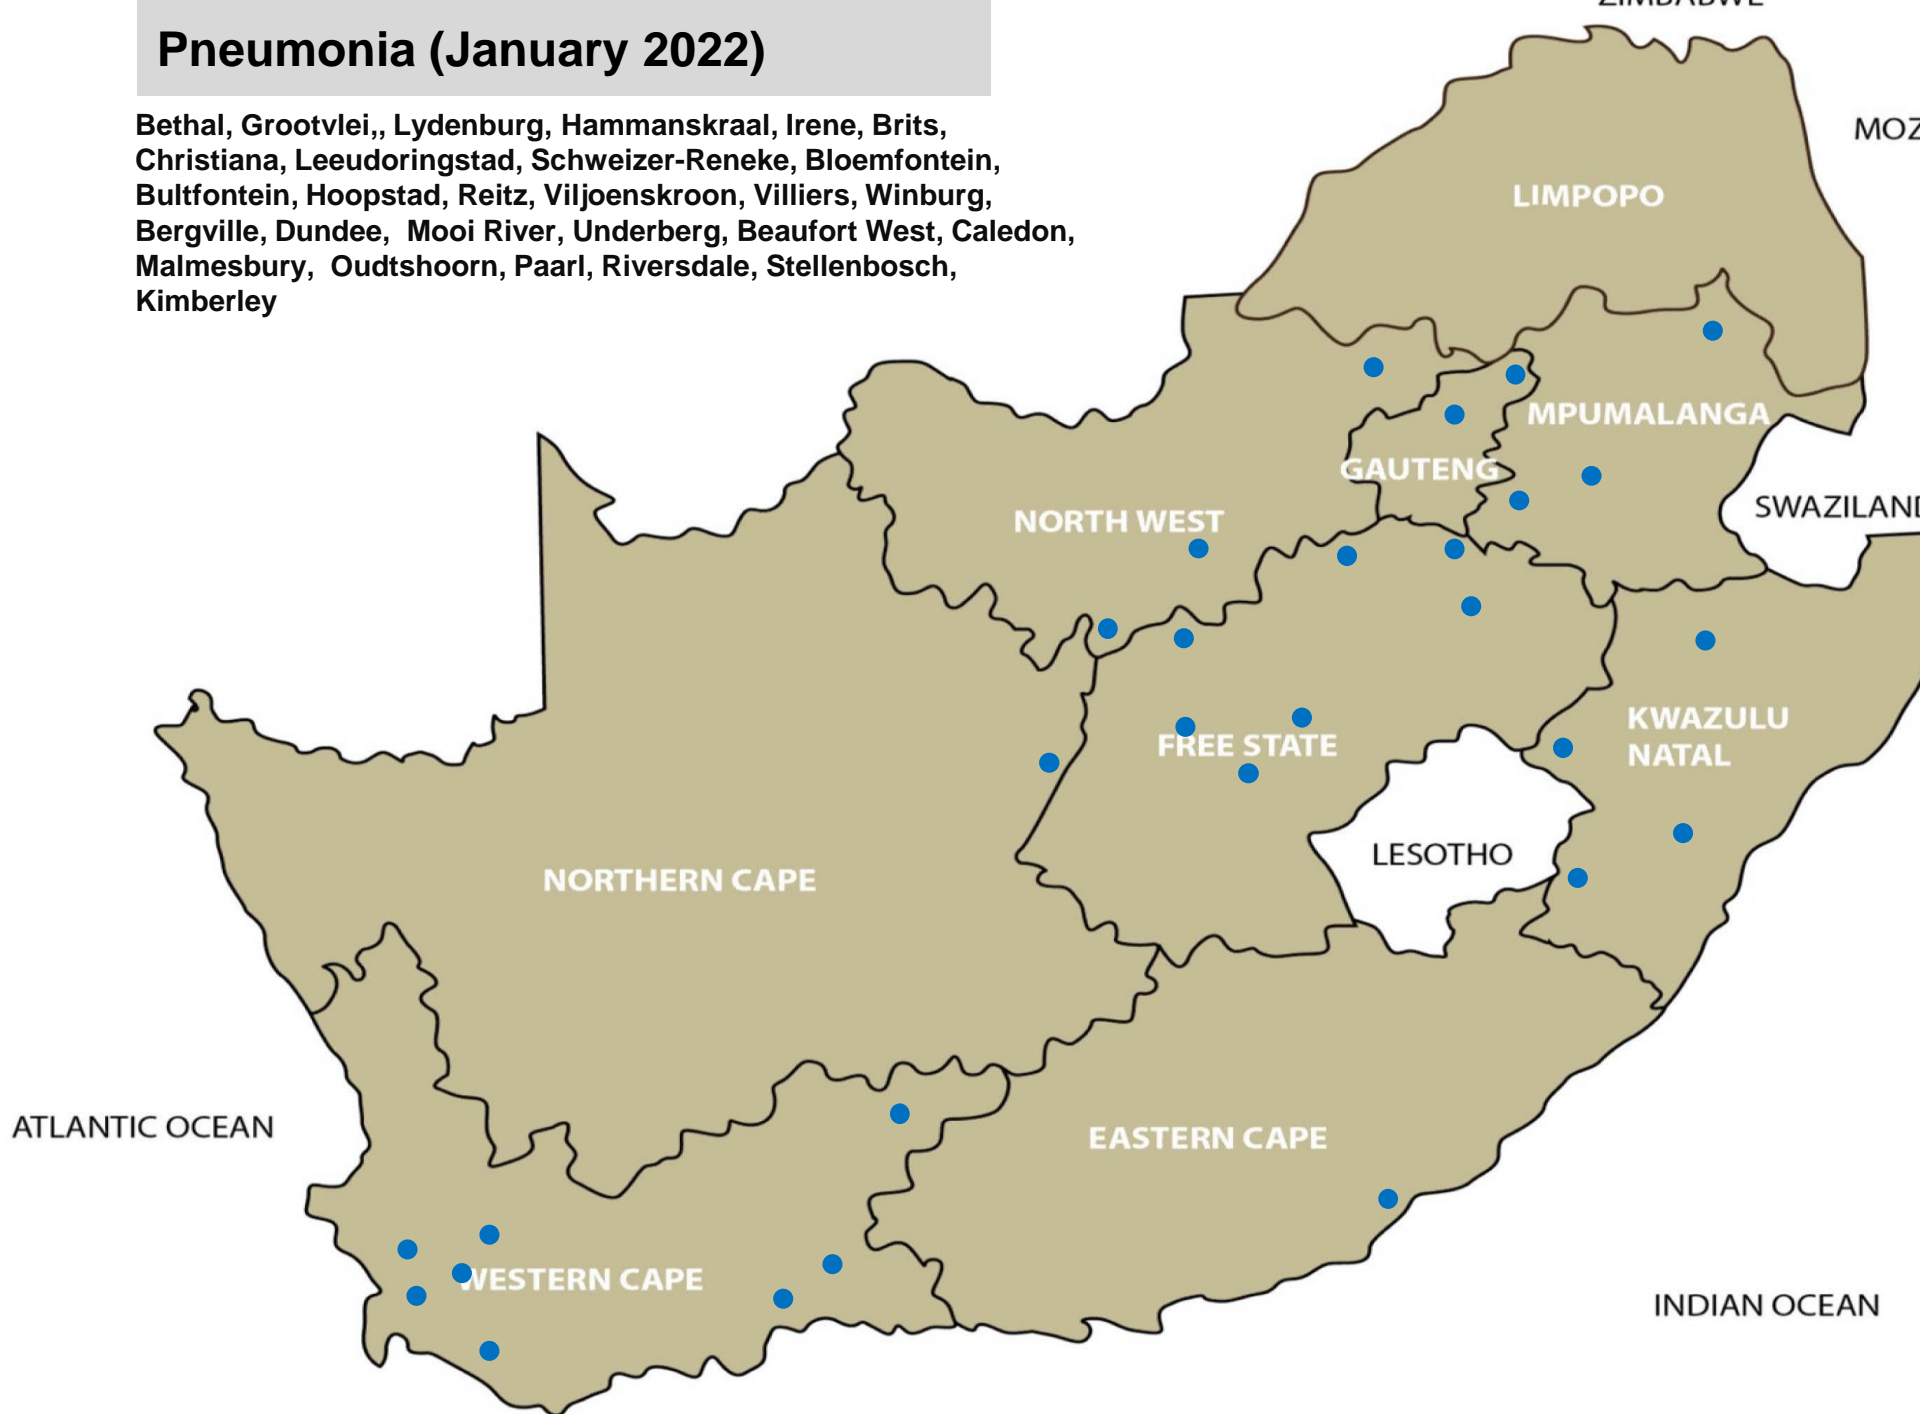 ZIMBABWE
Pneumonia (January 2022)
Bethal, Grootvlei,, Lydenburg, Hammanskraal, Irene, Brits,
Christiana, Leeudoringstad, Schweizer-Reneke, Bloemfontein,
Bultfontein, Hoopstad, Reitz, Viljoenskroon, Villiers, Winburg,
Bergville, Dundee, Mooi River, Underberg, Beaufort West, Caledon,
Malmesbury, Oudtshoorn, Paarl, Riversdale, Stellenbosch,
Kimberley
MOZ
LIMPOPO
MPUMALANGA
GAUTENG
SWAZILAND
NORTH WEST
KWAZULU
NATAL
FREE STATE
LESOTHO
NORTHERN CAPE
ATLANTIC OCEAN
EASTERN CAPE
WESTERN CAPE
INDIAN OCEAN